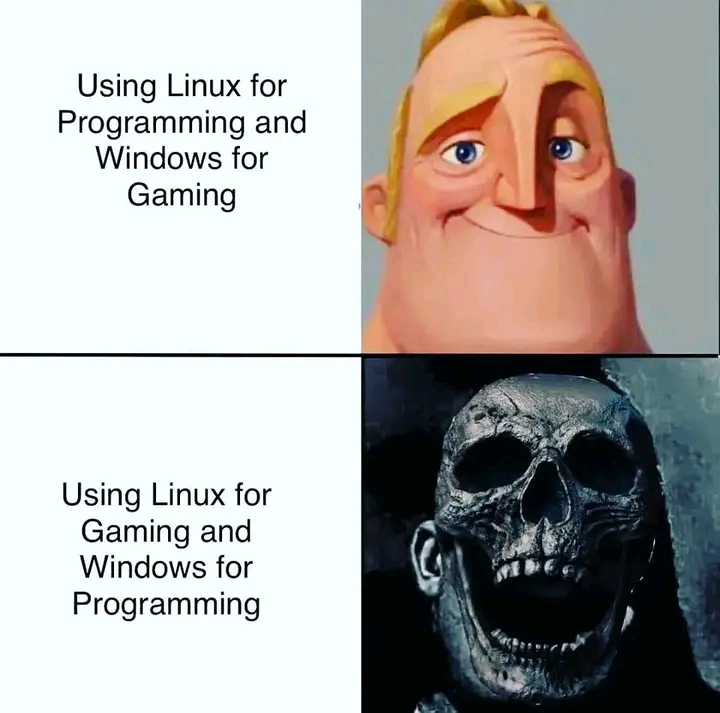 Using Linux for
Programming and
Windows for
Gaming
Using Linux for
Gaming and
Windows for
Programming